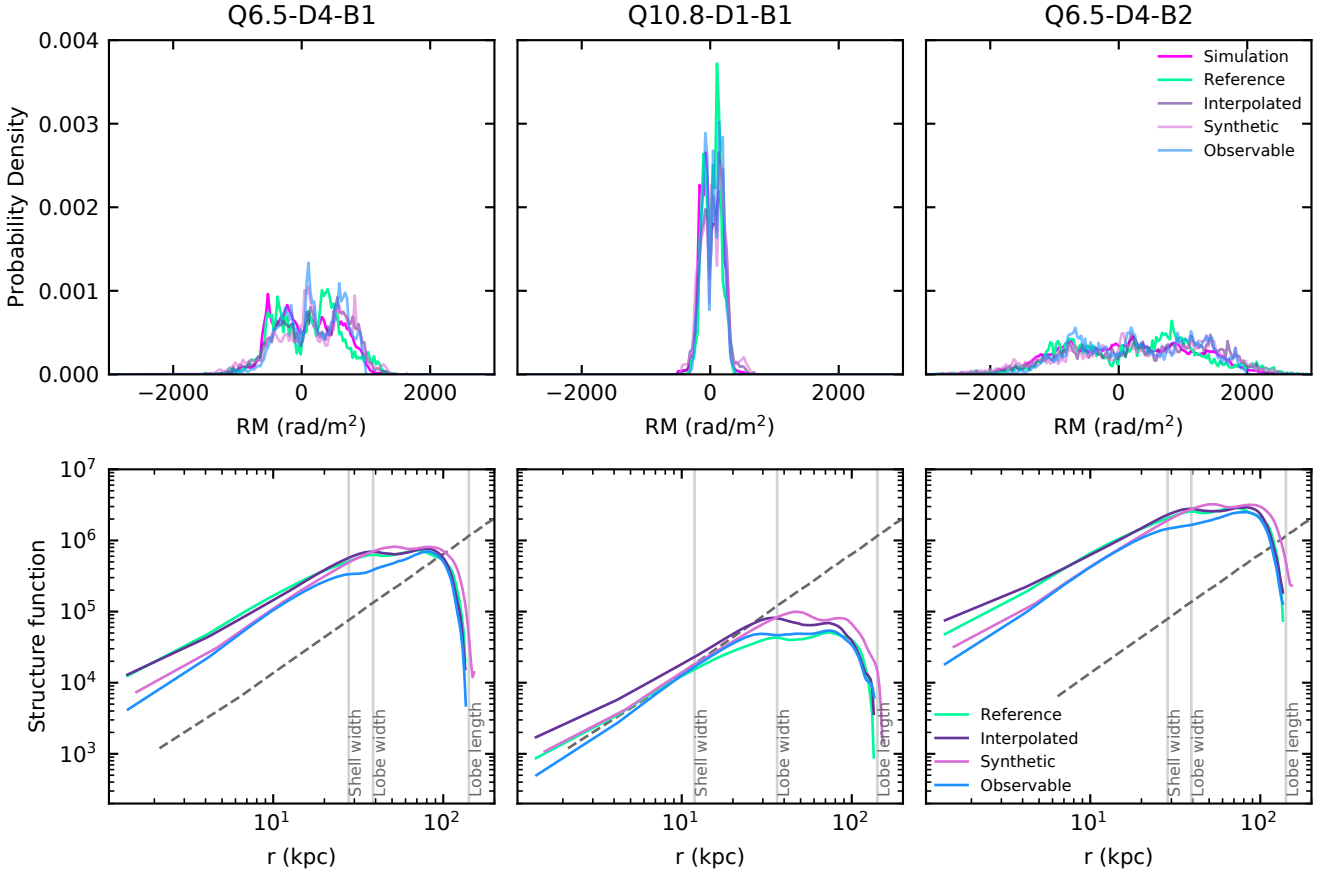 Q6.5-D4-B1
Q10.8-D1-B1
Q6.5-D4-B2
Probability Density
0.004
0.003
0.002
0.001
0.000
−2000
0
2000
RM (rad/m²)
−2000
0
2000
RM (rad/m²)
−2000
0
2000
RM (rad/m²)
Simulation
Reference
Interpolated
Synthetic
Observable
Structure function
10⁷
10⁶
10⁵
10⁴
10³
Shell width
Lobe width
Lobe length
10¹
10²
r (kpc)
Shell width
Lobe width
Lobe length
10¹
10²
r (kpc)
Reference
Interpolated
Synthetic
Observable
Shell width
Lobe width
Lobe length
10¹
10²
r (kpc)